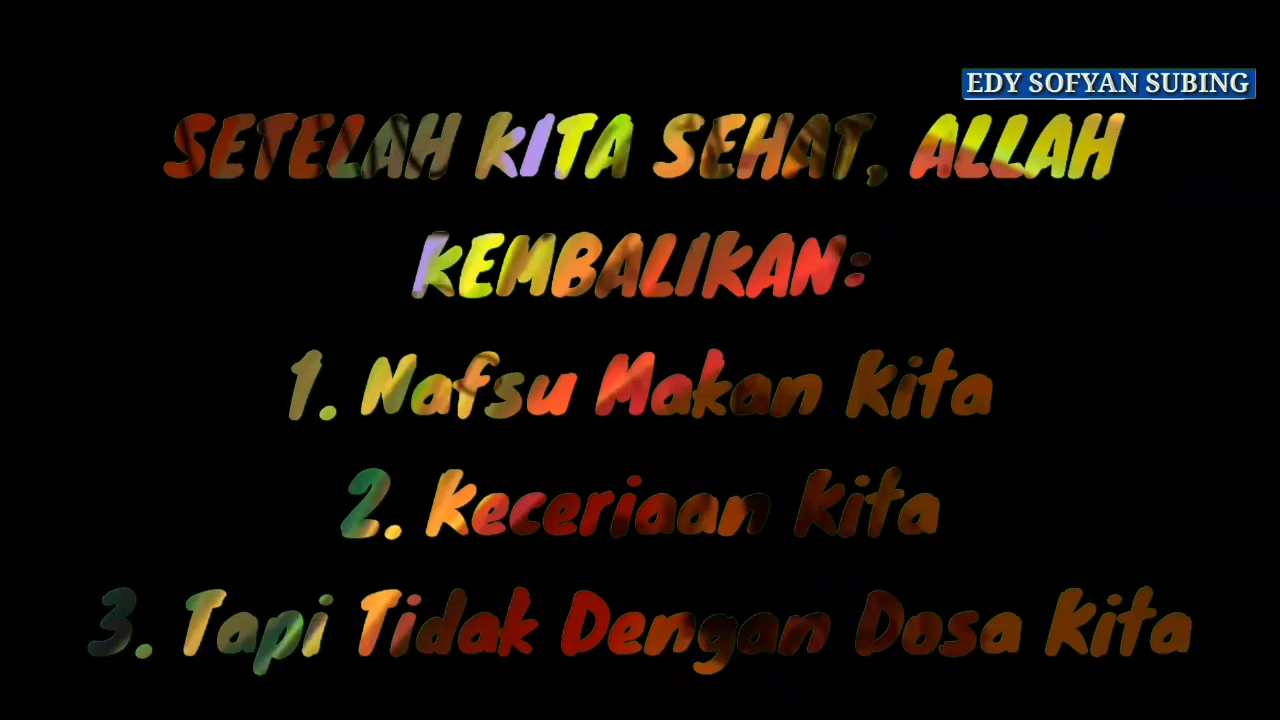 EDY SOFYAN SUBING
SETELAH KITA SEHAT, ALLAH
KEMBALIKAN:
1. Nafsu Makan Kita
2. Keceriaan Kita
3. Tapi Tidak Dengan Dosa Kita